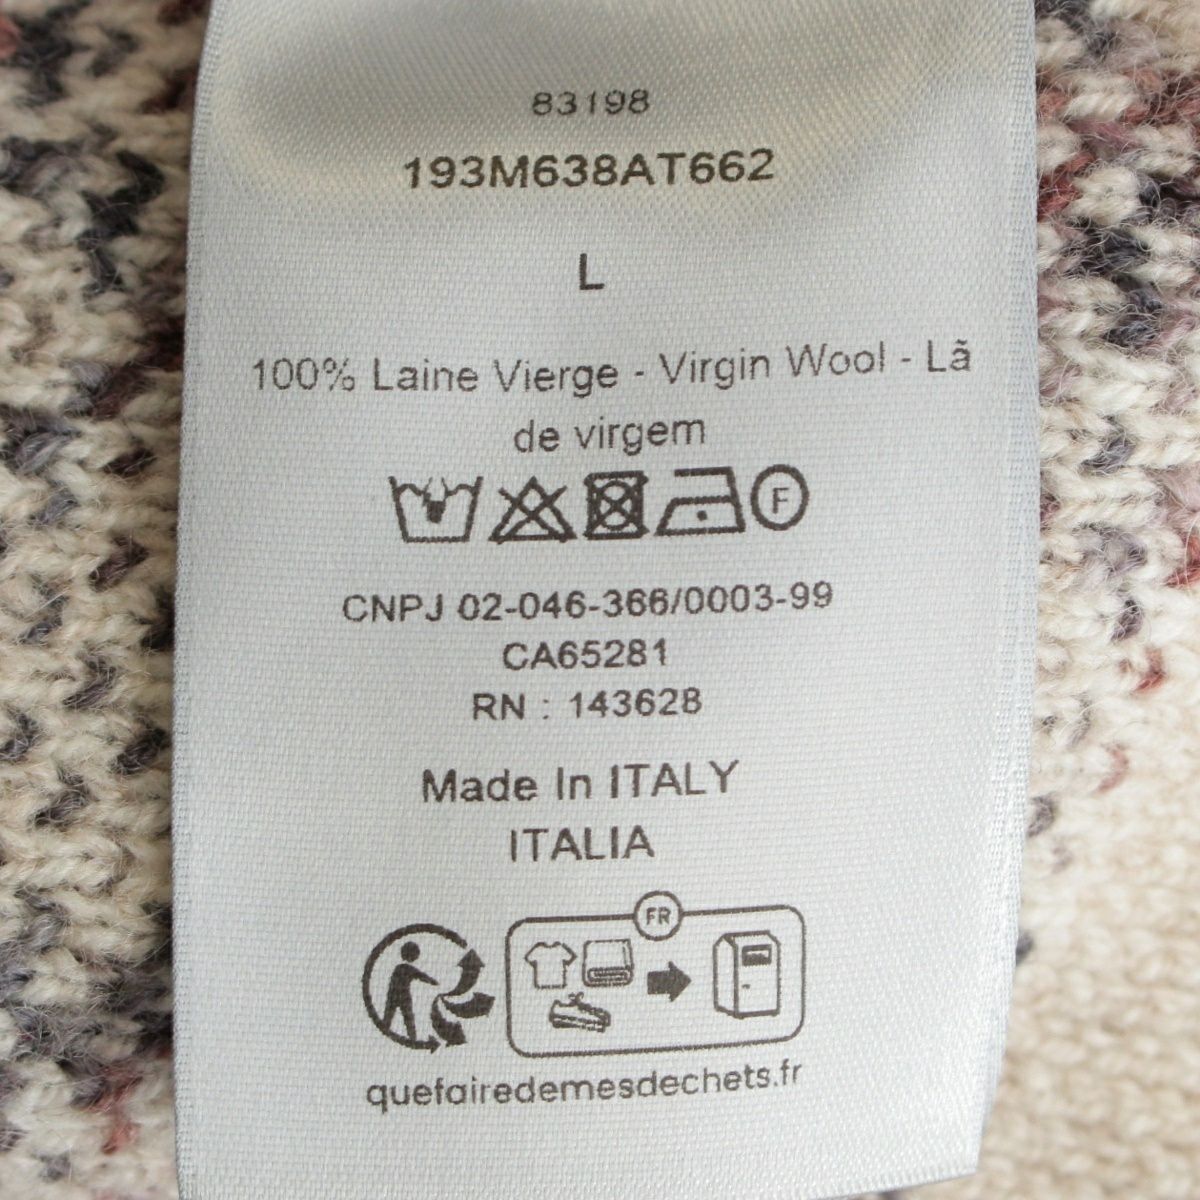 83198
193M638AT662
L
100% Laine Vierge - Virgin Wool - Lã
de virgem
F
CNPJ 02-046-366/0003-99
CA65281
RN : 143628
Made In ITALY
ITALIA
FR
quefairedemesdechets.fr